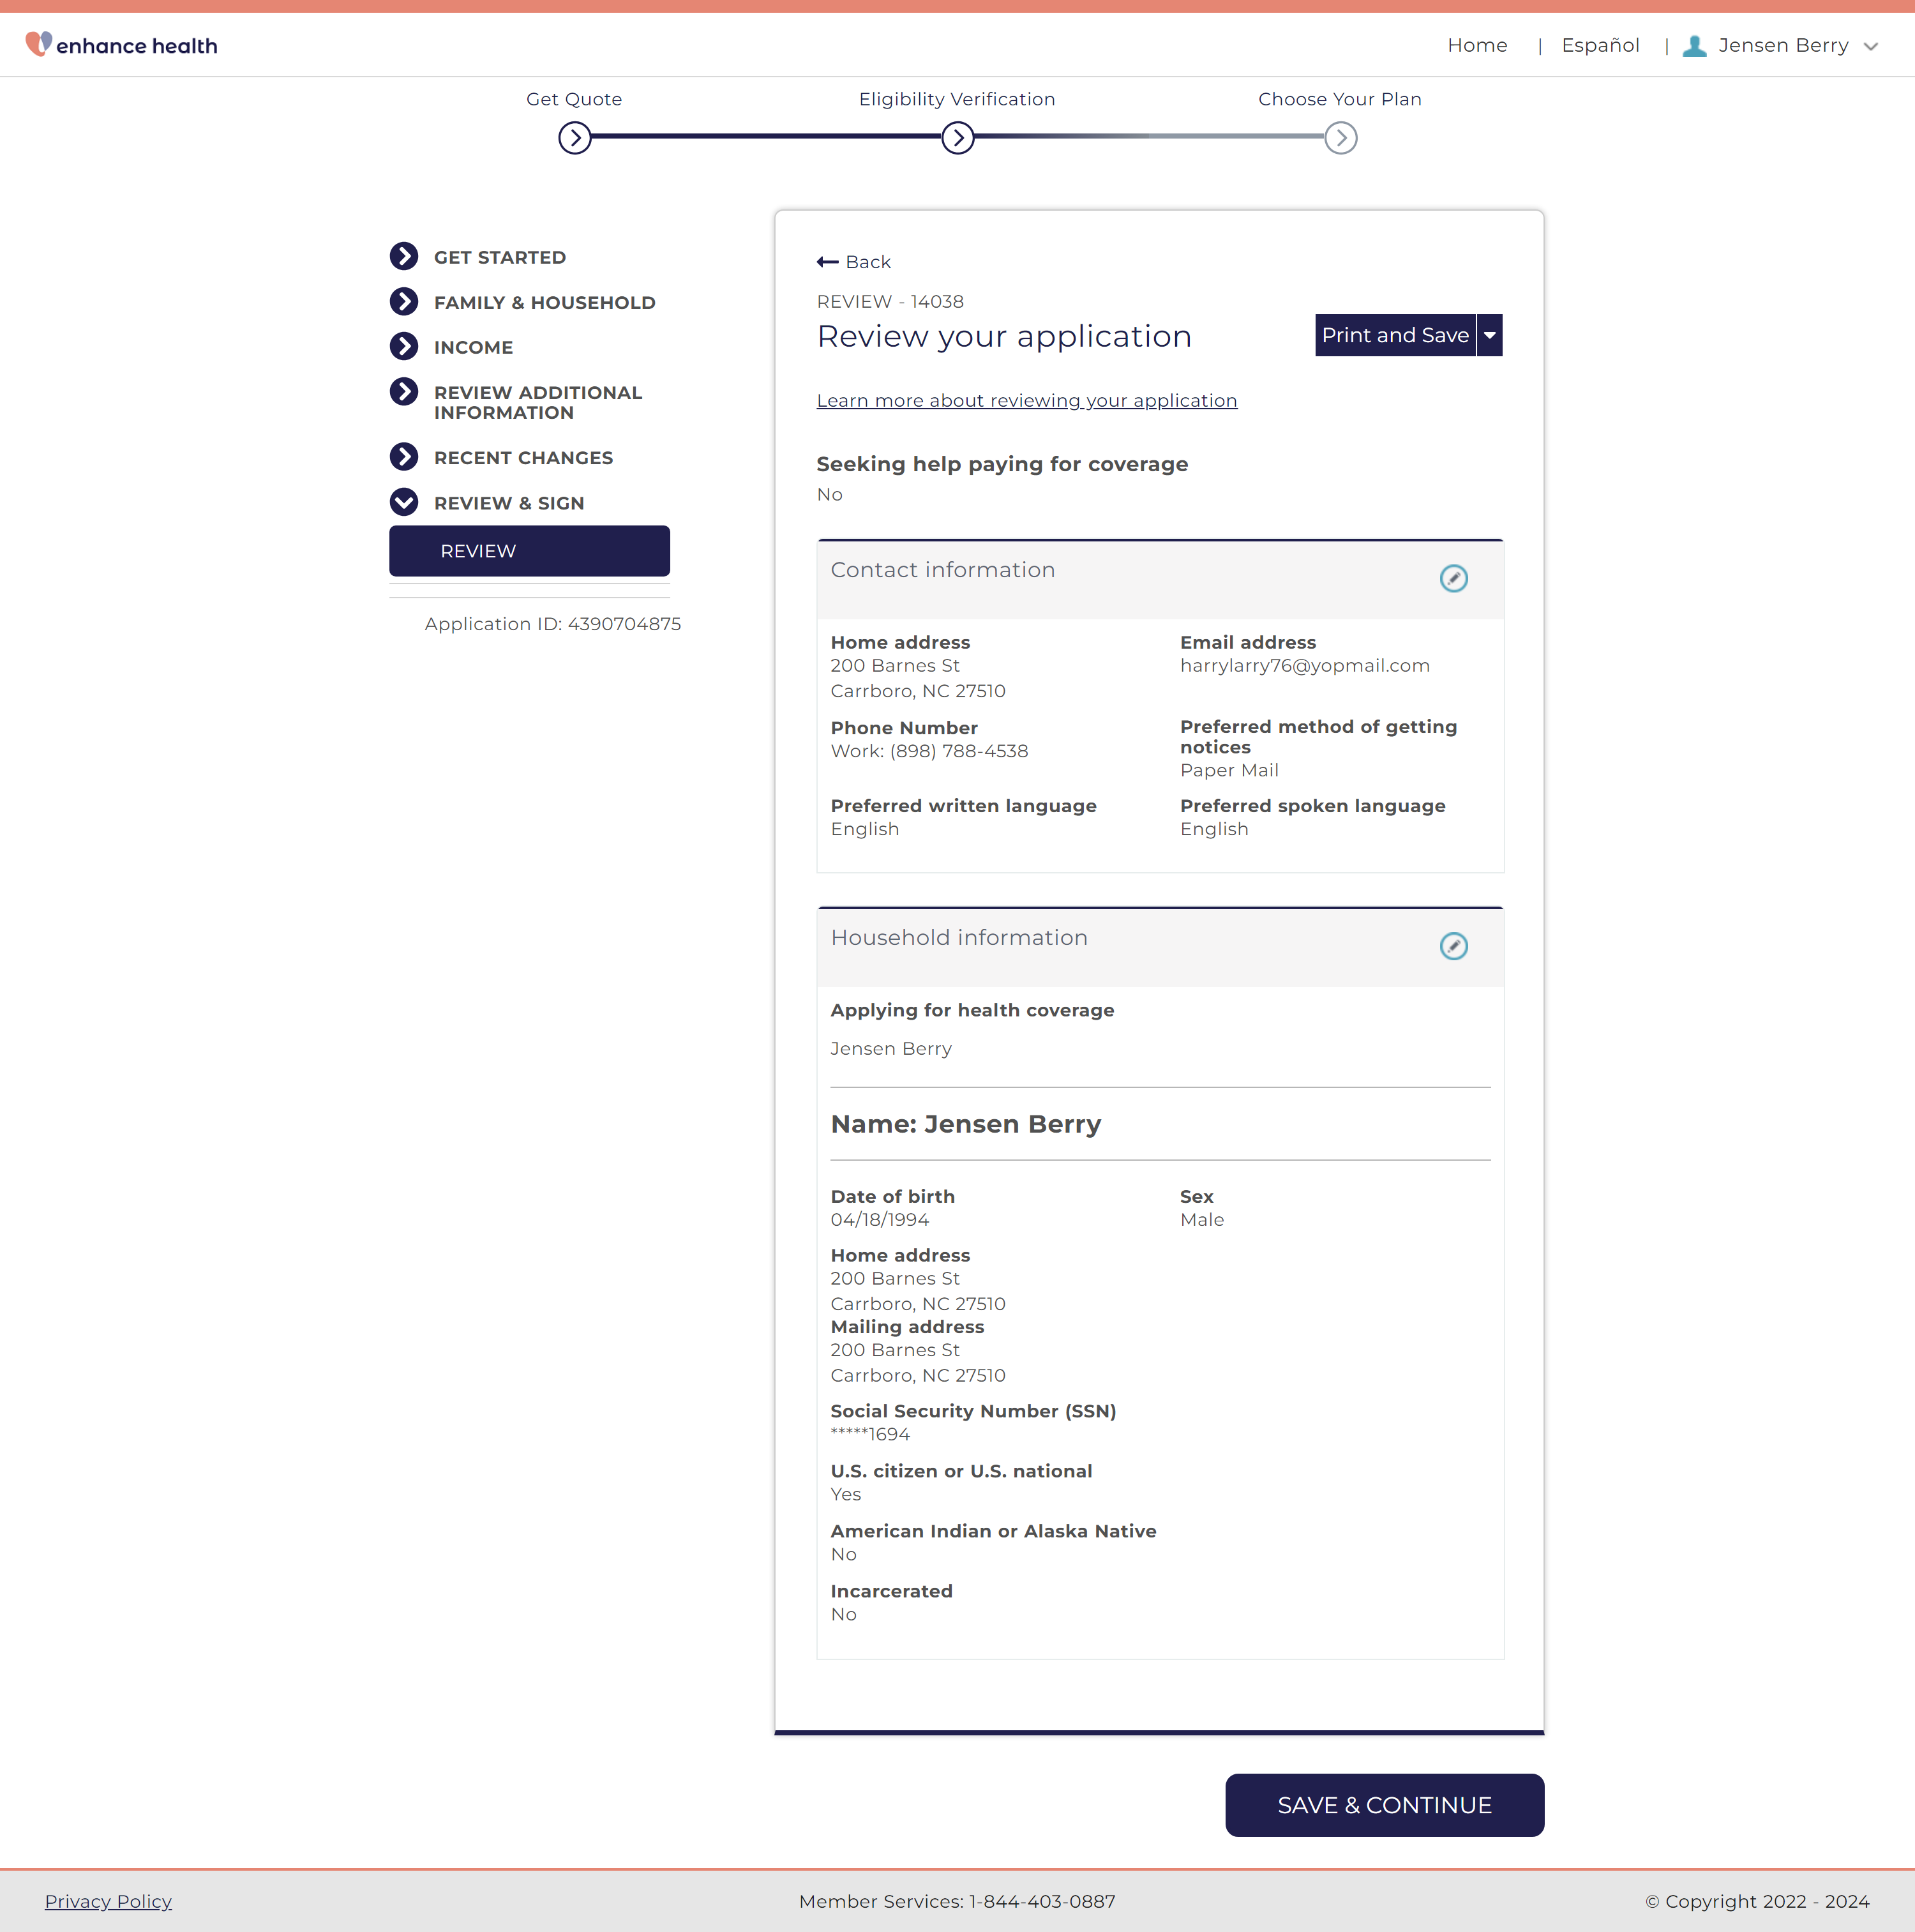 enhance health
Home | Español | Jensen Berry
Get Quote
Eligibility Verification
Choose Your Plan
GET STARTED
FAMILY & HOUSEHOLD
INCOME
REVIEW ADDITIONAL
INFORMATION
RECENT CHANGES
REVIEW & SIGN
REVIEW
Application ID: 4390704875
Back
REVIEW - 14038
Review your application
Print and Save
Learn more about reviewing your application
Seeking help paying for coverage
No
Contact information
Home address
200 Barnes St
Carrboro, NC 27510
Email address
harrylarry76@yopmail.com
Phone Number
Work: (898) 788-4538
Preferred method of getting
notices
Paper Mail
Preferred written language
English
Preferred spoken language
English
Household information
Applying for health coverage
Jensen Berry
Name: Jensen Berry
Date of birth
04/18/1994
Sex
Male
Home address
200 Barnes St
Carrboro, NC 27510
Mailing address
200 Barnes St
Carrboro, NC 27510
Social Security Number (SSN)
*****1694
U.S. citizen or U.S. national
Yes
American Indian or Alaska Native
No
Incarcerated
No
SAVE & CONTINUE
Privacy Policy
Member Services: 1-844-403-0887
© Copyright 2022 - 2024